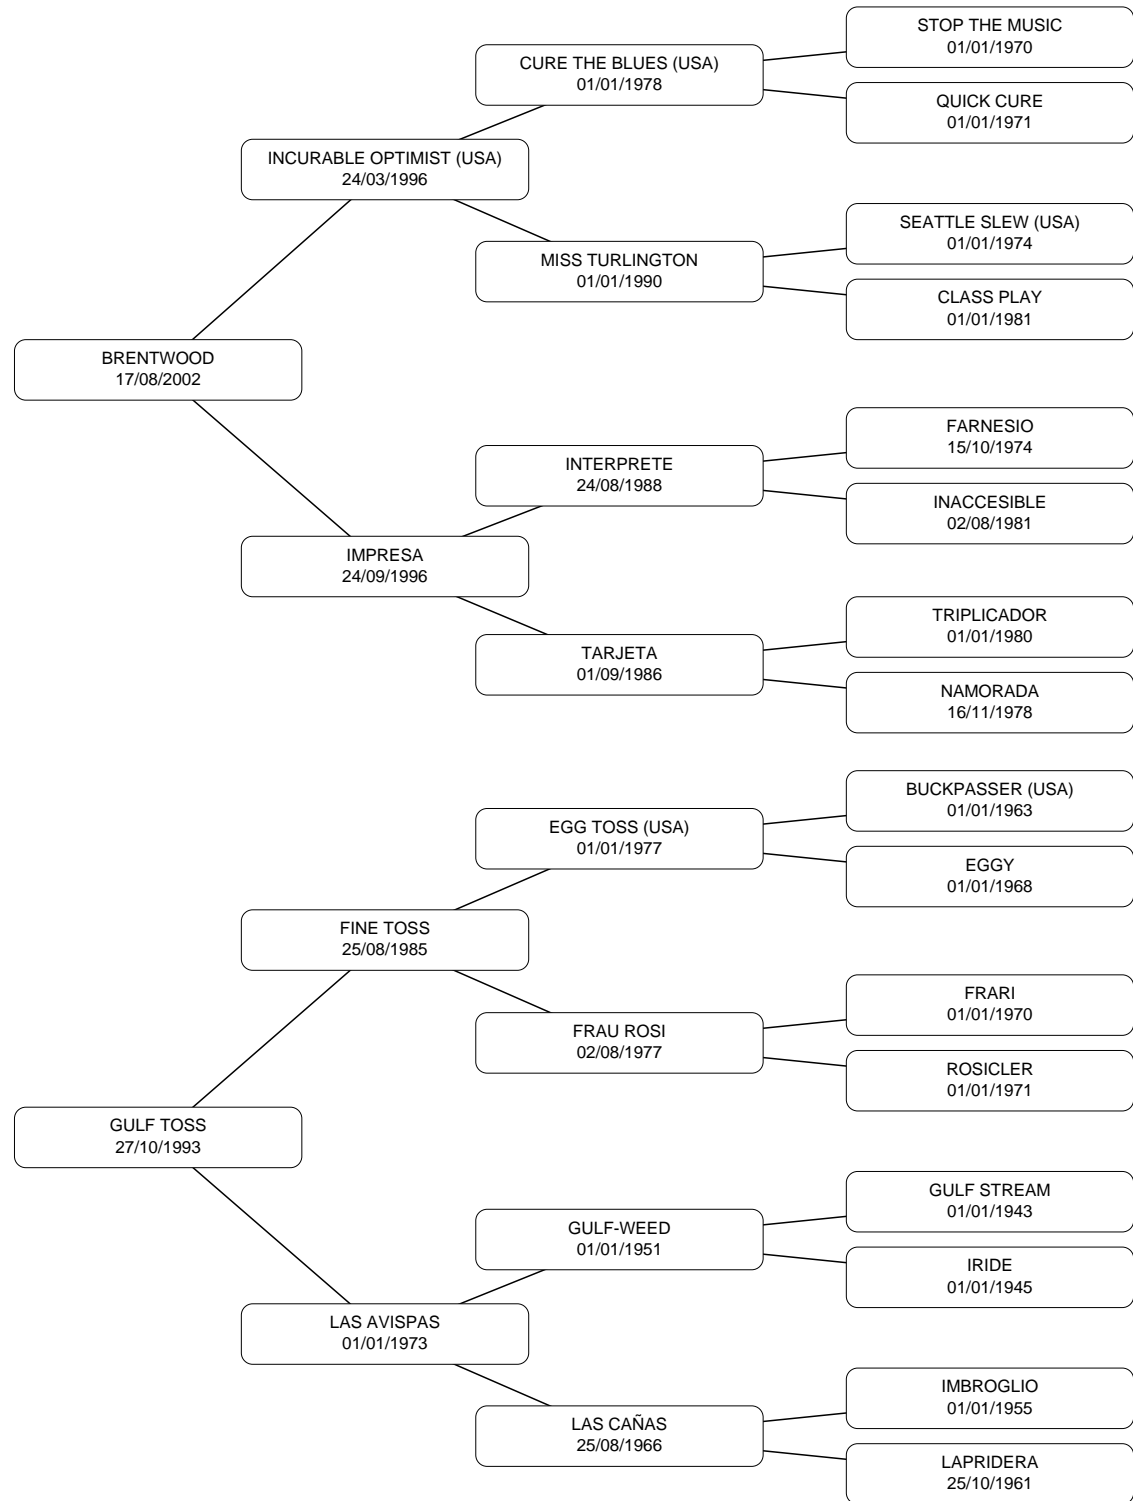 STOP THE MUSIC
01/01/1970
CURE THE BLUES (USA)
01/01/1978
QUICK CURE
01/01/1971
INCURABLE OPTIMIST (USA)
24/03/1996
SEATTLE SLEW (USA)
01/01/1974
MISS TURLINGTON
01/01/1990
CLASS PLAY
01/01/1981
BRENTWOOD
17/08/2002
FARNESIO
15/10/1974
INTERPRETE
24/08/1988
INACCESIBLE
02/08/1981
IMPRESA
24/09/1996
TRIPLICADOR
01/01/1980
TARJETA
01/09/1986
NAMORADA
16/11/1978
BUCKPASSER (USA)
01/01/1963
EGG TOSS (USA)
01/01/1977
EGGY
01/01/1968
FINE TOSS
25/08/1985
FRARI
01/01/1970
FRAU ROSI
02/08/1977
ROSICLER
01/01/1971
GULF TOSS
27/10/1993
GULF STREAM
01/01/1943
GULF-WEED
01/01/1951
IRIDE
01/01/1945
LAS AVISPAS
01/01/1973
IMBROGLIO
01/01/1955
LAS CAÑAS
25/08/1966
LAPRIDERA
25/10/1961